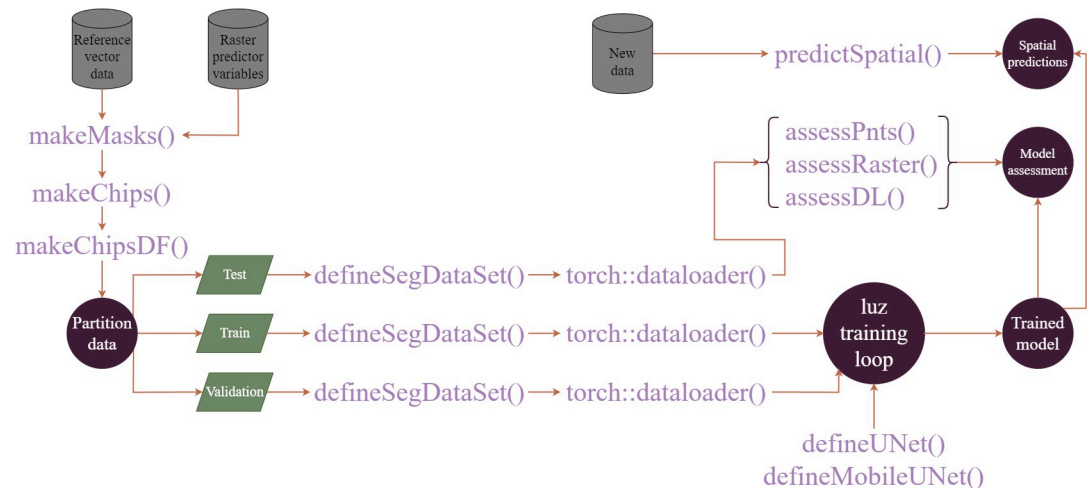 Reference
vector
data
Raster
predictor
variables
New
data
predictSpatial()
Spatial
predictions
makeMasks()
assessPnts()
assessRaster()
assessDL()
Model
assessment
makeChips()
makeChipsDF()
Test
defineSegDataSet()
torch::dataloader()
Partition
data
Train
defineSegDataSet()
torch::dataloader()
luz
training
loop
Trained
model
Validation
defineSegDataSet()
torch::dataloader()
defineUNet()
defineMobileUNet()